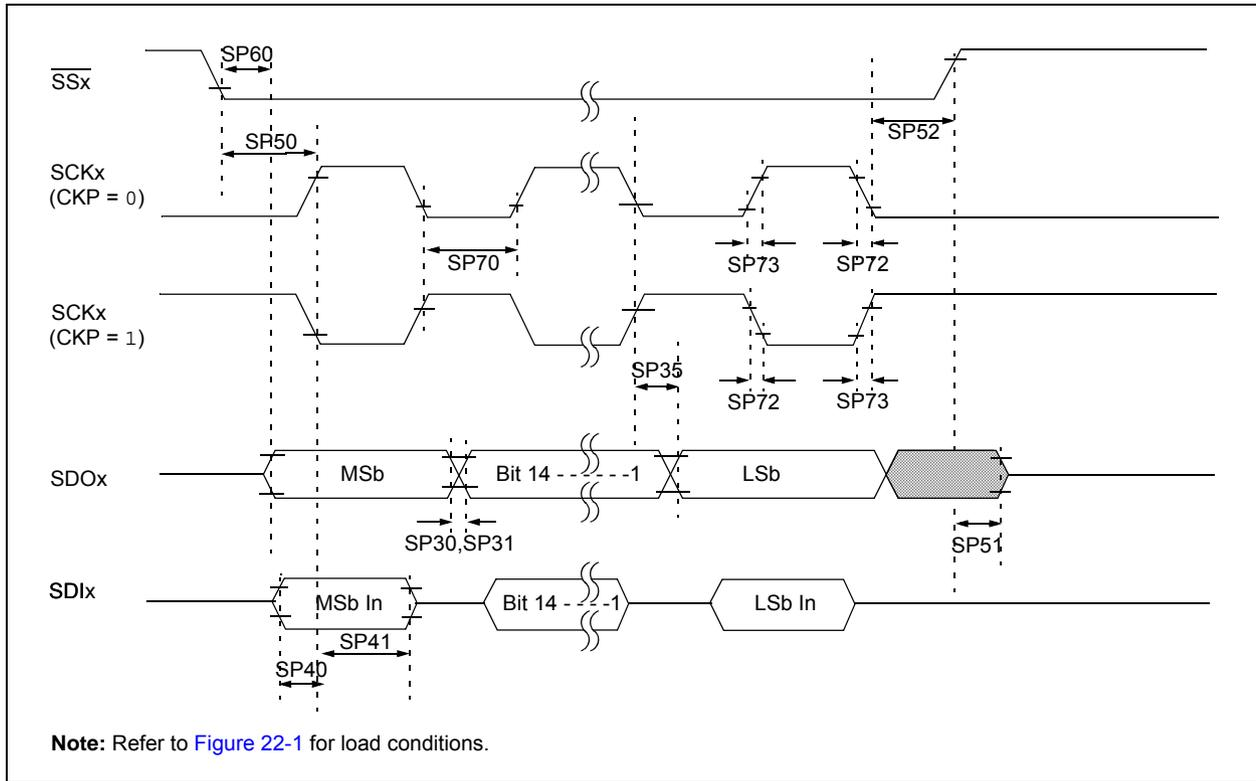 SP60
SSx
SP52
SP50
SCKx
(CKP = 0)
SP70
SP73
SP72
SCKx
(CKP = 1)
SP35
SP72
SP73
SDOx
MSb
Bit 14 - - - - - -1
LSb
SP30,SP31
SP51
SDIx
MSb In
Bit 14 - - - -1
LSb In
SP41
SP40
Note: Refer to Figure 22-1 for load conditions.